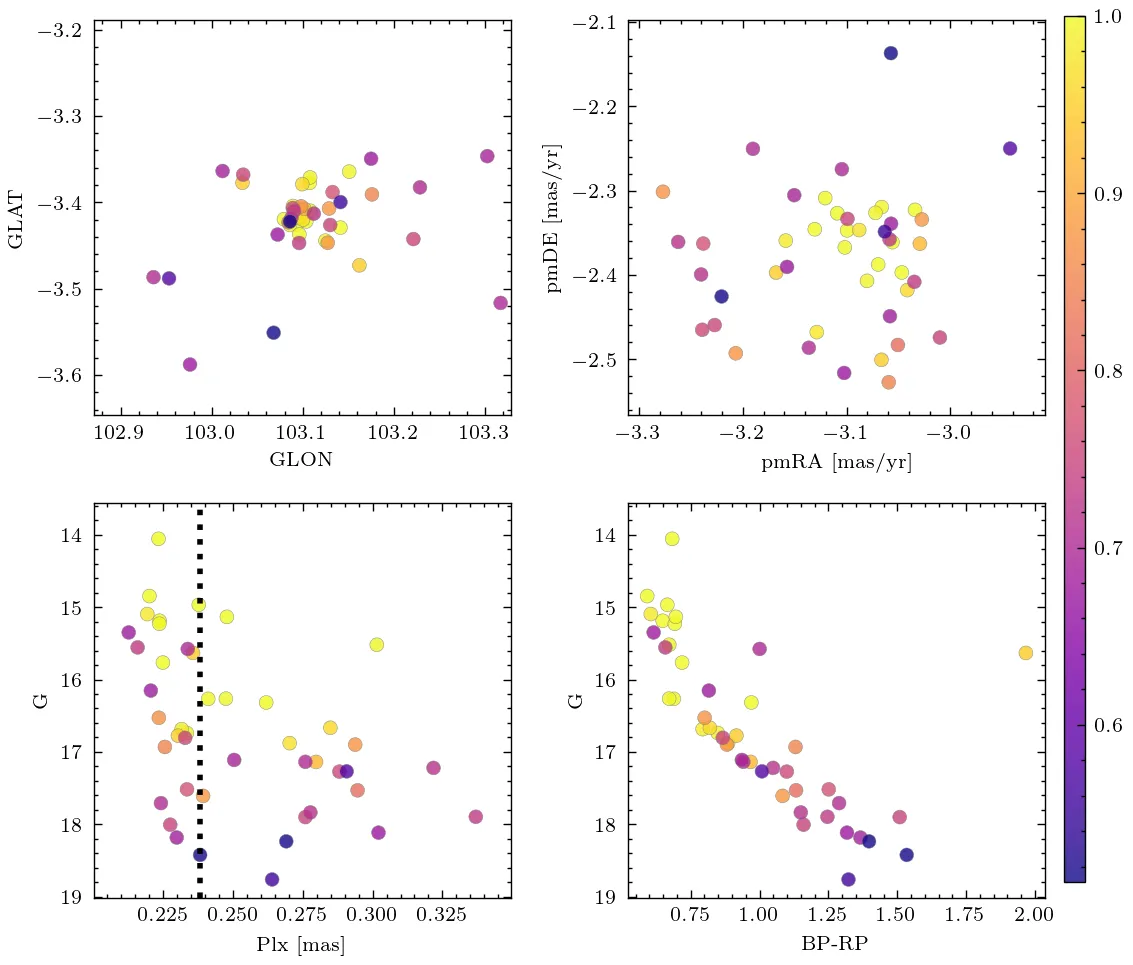 −3.2
−3.3
−3.4
−3.5
−3.6
GLAT
102.9 103.0 103.1 103.2 103.3
GLON
−2.1
−2.2
−2.3
−2.4
−2.5
pmDE [mas/yr]
−3.3 −3.2 −3.1 −3.0
pmRA [mas/yr]
14
15
16
17
18
19
G
0.225 0.250 0.275 0.300 0.325
Plx [mas]
14
15
16
17
18
19
G
0.75 1.00 1.25 1.50 1.75 2.00
BP-RP
1.0
0.9
0.8
0.7
0.6